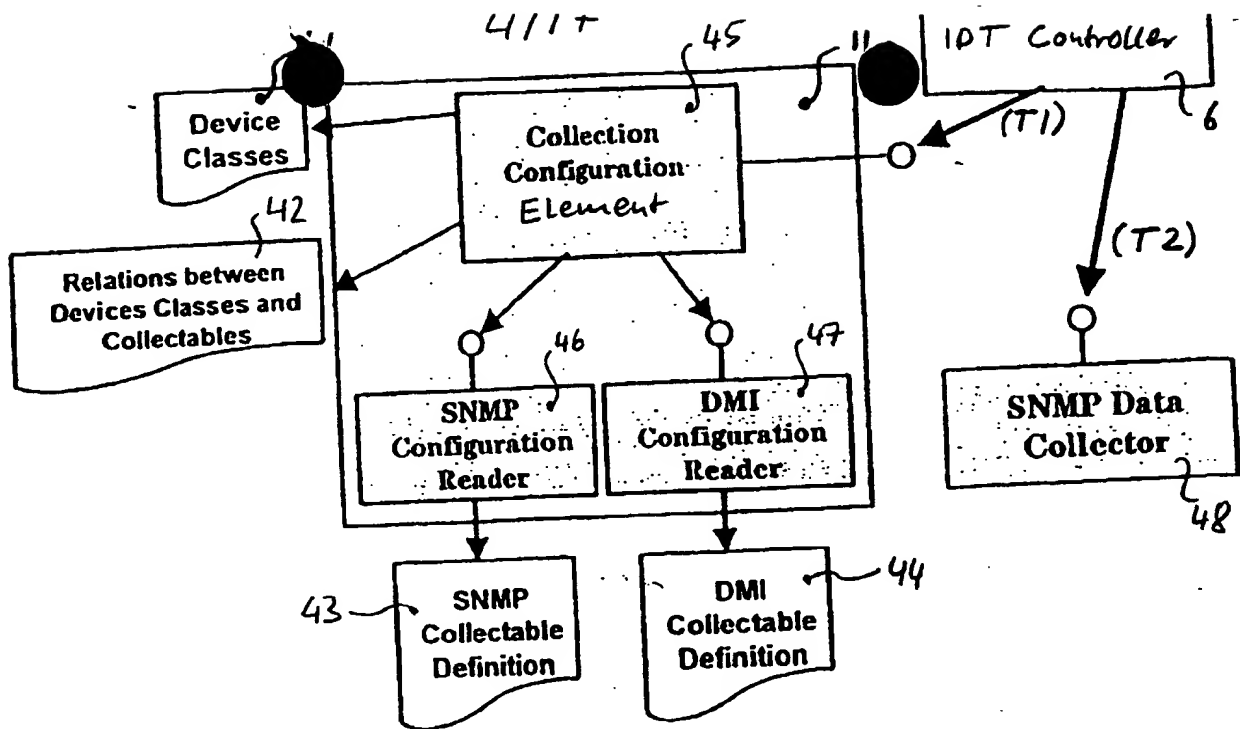 45
11
IDT Controller
6
Device
Classes
Collection
Configuration
Element
(T1)
42
(T2)
Relations between
Devices Classes and
Collectables
46
47
SNMP
Configuration
Reader
DMI
Configuration
Reader
SNMP Data
Collector
48
43
SNMP
Collectable
Definition
44
DMI
Collectable
Definition